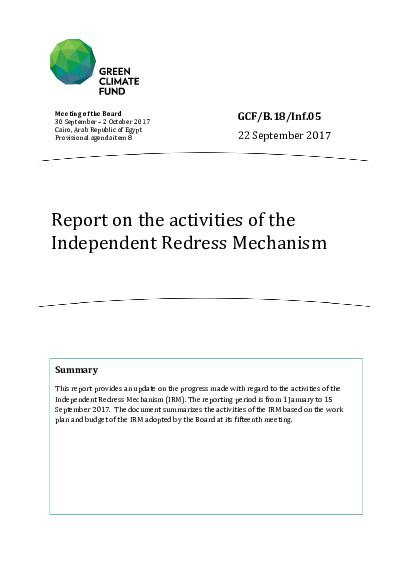 GREEN
CLIMATE
FUND
Meeting of the Board
30 September – 2 October 2017
Cairo, Arab Republic of Egypt
Provisional agenda item 8
GCF/B.18/Inf.05
22 September 2017
Report on the activities of the
Independent Redress Mechanism
Summary
This report provides an update on the progress made with regard to the activities of the
Independent Redress Mechanism (IRM). The reporting period is from 1 January to 15
September 2017. The document summarizes the activities of the IRM based on the work
plan and budget of the IRM adopted by the Board at its fifteenth meeting.